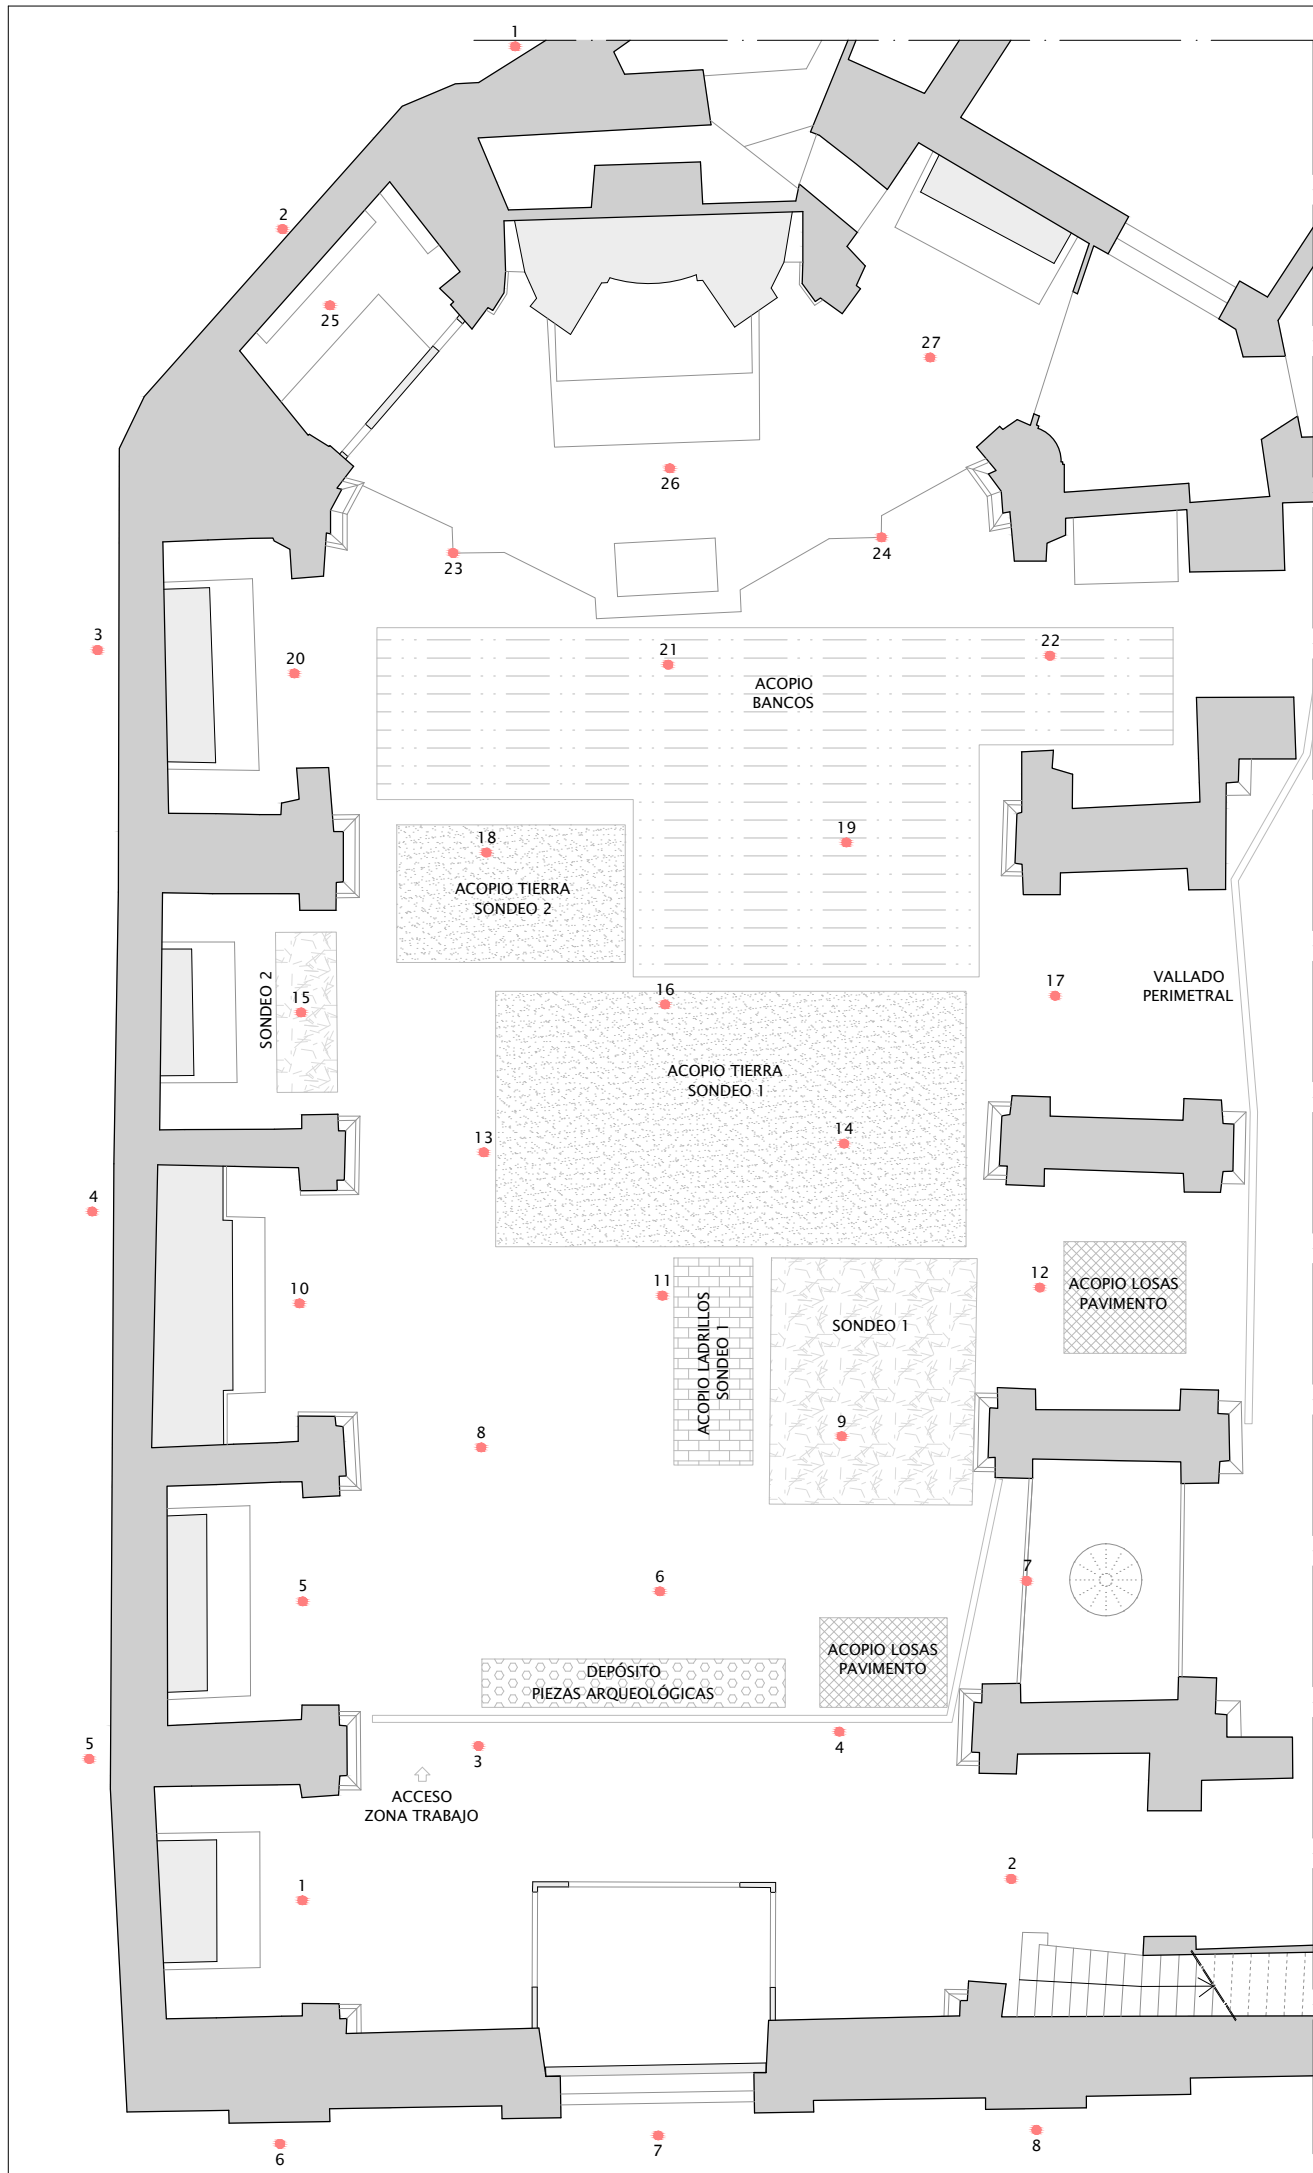 1
2
25
27
26
24
23
3
20
21
22
ACOPIO
BANCOS
19
18
ACOPIO TIERRA
SONDEO 2
17
VALLADO
PERIMETRAL
16
15
SONDEO 2
ACOPIO TIERRA
SONDEO 1
14
13
4
10
11
12
ACOPIO LOSAS
PAVIMENTO
ACOPIO LADRILLOS
SONDEO 1
SONDEO 1
9
8
7
5
6
ACOPIO LOSAS
PAVIMENTO
DEPÓSITO
PIEZAS ARQUEOLÓGICAS
5
3
4
ACCESO
ZONA TRABAJO
2
1
6
7
8